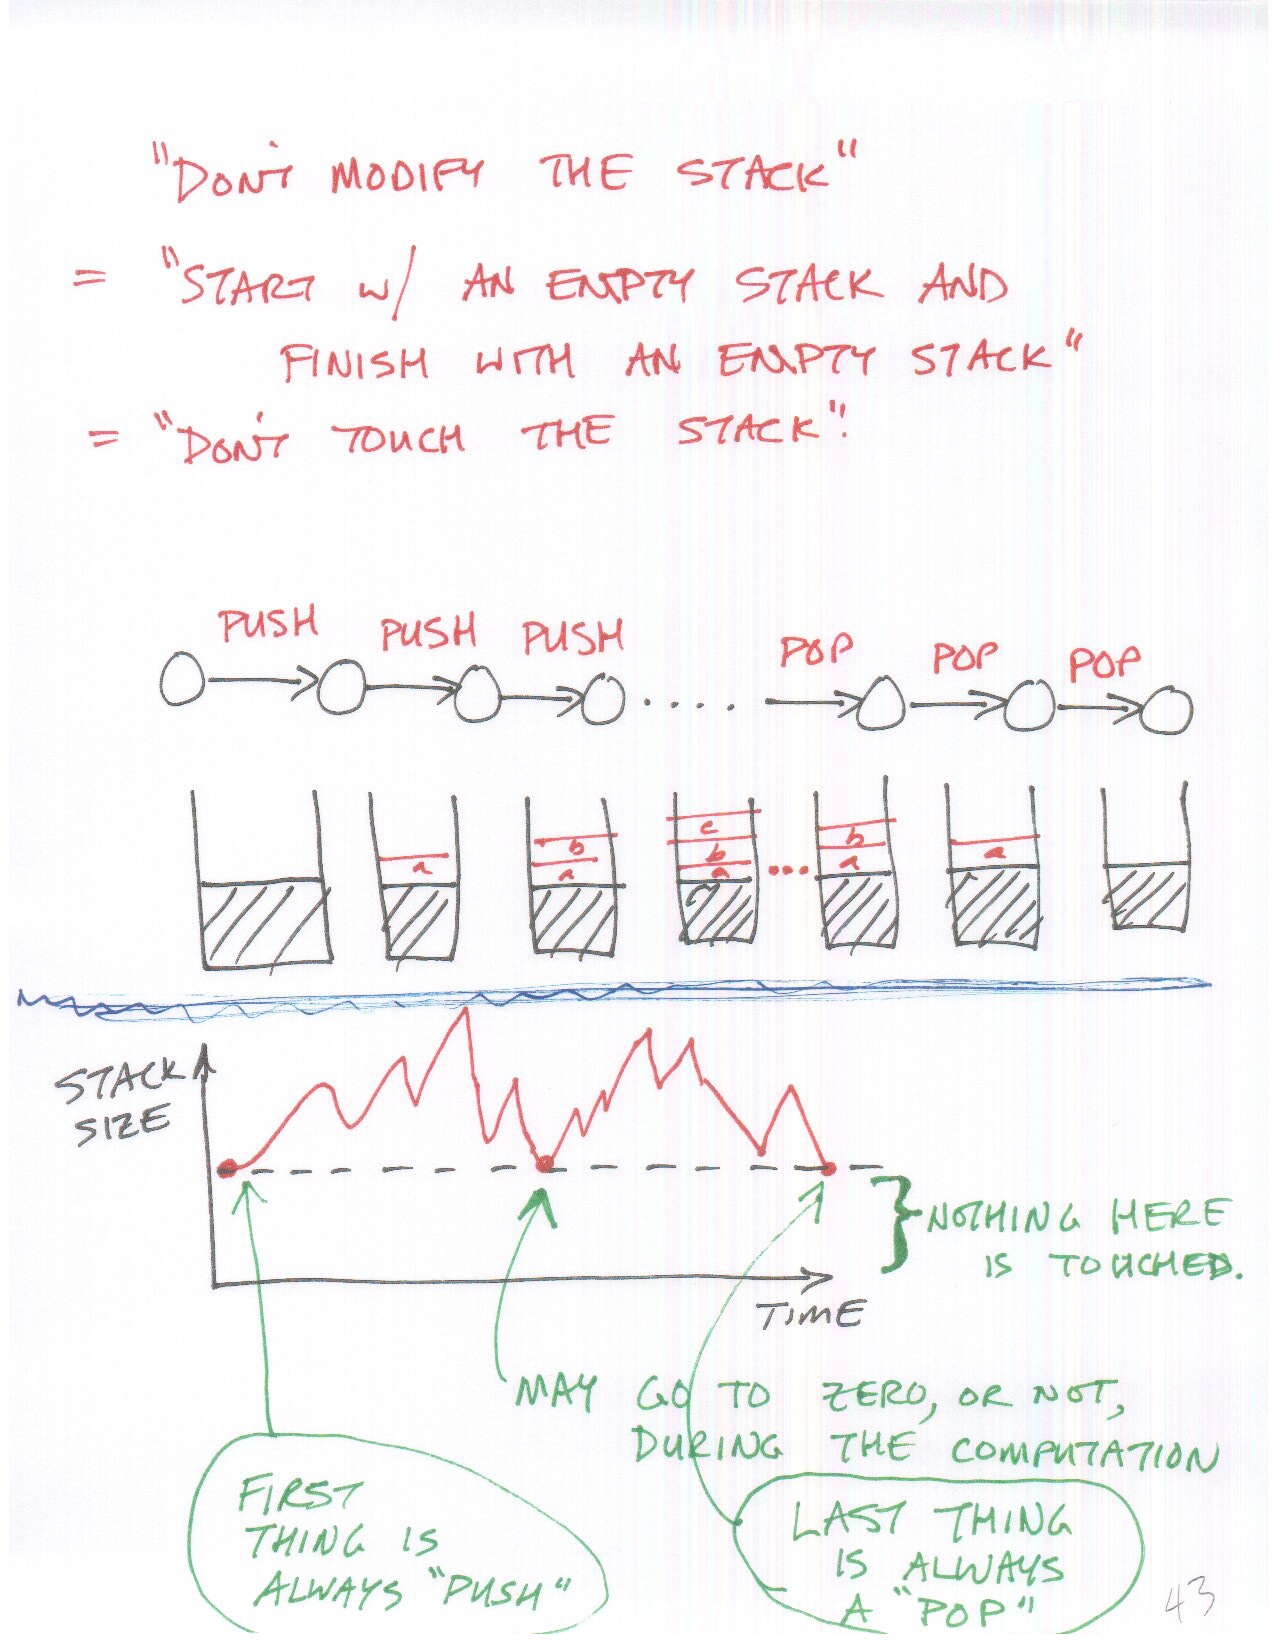 "DON'T MODIFY THE STACK"
= "START w/ AN EMPTY STACK AND
FINISH WITH AN EMPTY STACK"
= "DON'T TOUCH THE STACK".
PUSH PUSH PUSH .... POP POP POP
c
b b b
a a a ... a a
STACK
SIZE
NOTHING HERE
IS TOUCHED.
TIME
MAY GO TO ZERO, OR NOT,
DURING THE COMPUTATION
FIRST
THING IS
ALWAYS "PUSH"
LAST THING
IS ALWAYS
A "POP"
43